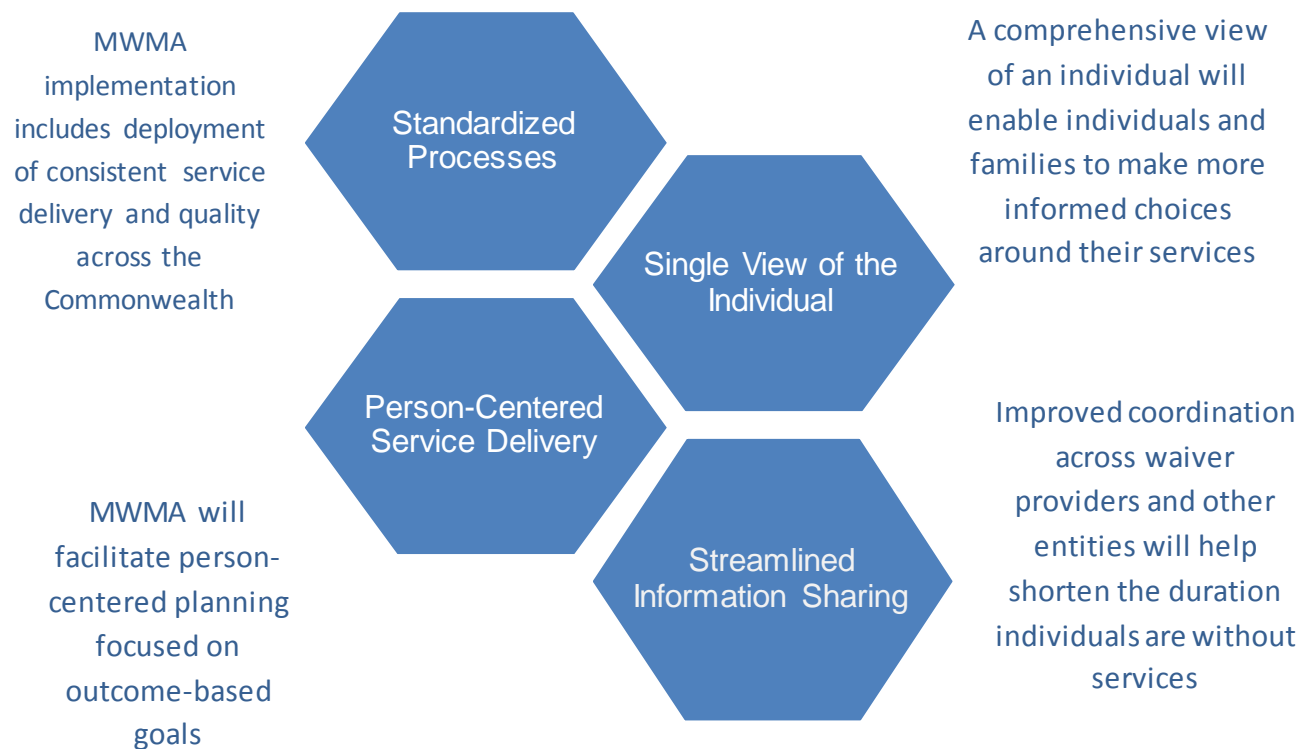 MWMA
implementation
includes deployment
of consistent service
delivery and quality
across the
Commonwealth
Standardized
Processes
A comprehensive view
of an individual will
enable individuals and
families to make more
informed choices
around their services
Single View of the
Individual
Person-Centered
Service Delivery
MWMA will
facilitate person-
centered planning
focused on
outcome-based
goals
Streamlined
Information Sharing
Improved coordination
across waiver
providers and other
entities will help
shorten the duration
individuals are without
services